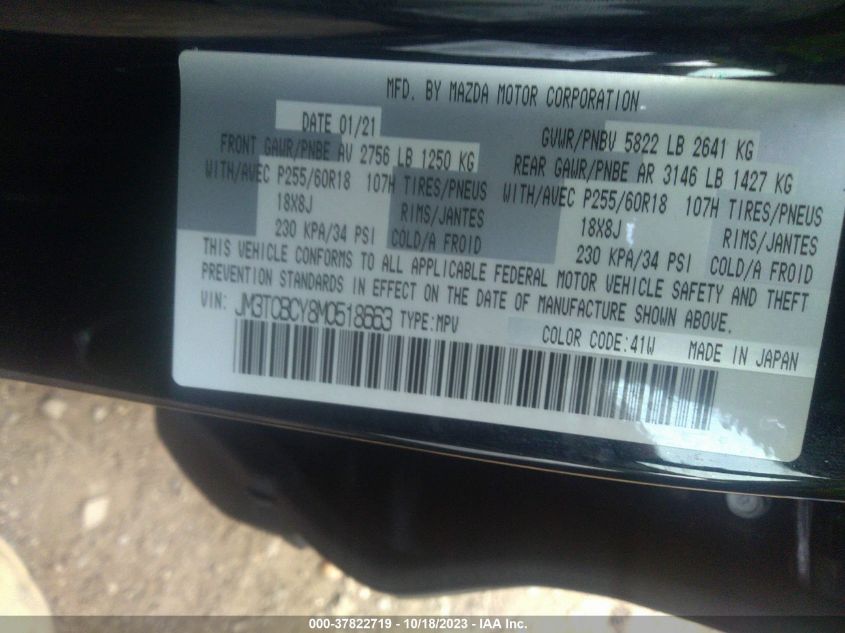 MFD. BY MAZDA MOTOR CORPORATION
DATE 01/21 GVWR/PNBV 5822 LB 2641 KG
FRONT GAWR/PNBE AV 2756 LB 1250 KG REAR GAWR/PNBE AR 3146 LB 1427 KG
WITH/AVEC P255/60R18 107H TIRES/PNEUS WITH/AVEC P255/60R18 107H TIRES/PNEUS
18X8J RIMS/JANTES 18X8J RIMS/JANTES
230 KPA/34 PSI COLD/A FROID 230 KPA/34 PSI COLD/A FROID
THIS VEHICLE CONFORMS TO ALL APPLICABLE FEDERAL MOTOR VEHICLE SAFETY AND THEFT
PREVENTION STANDARDS IN EFFECT ON THE DATE OF MANUFACTURE SHOWN ABOVE.
VIN: JM3TCBCY8M0518663 TYPE:MPV COLOR CODE:41W MADE IN JAPAN
000-37822719 - 10/18/2023 - IAA Inc.